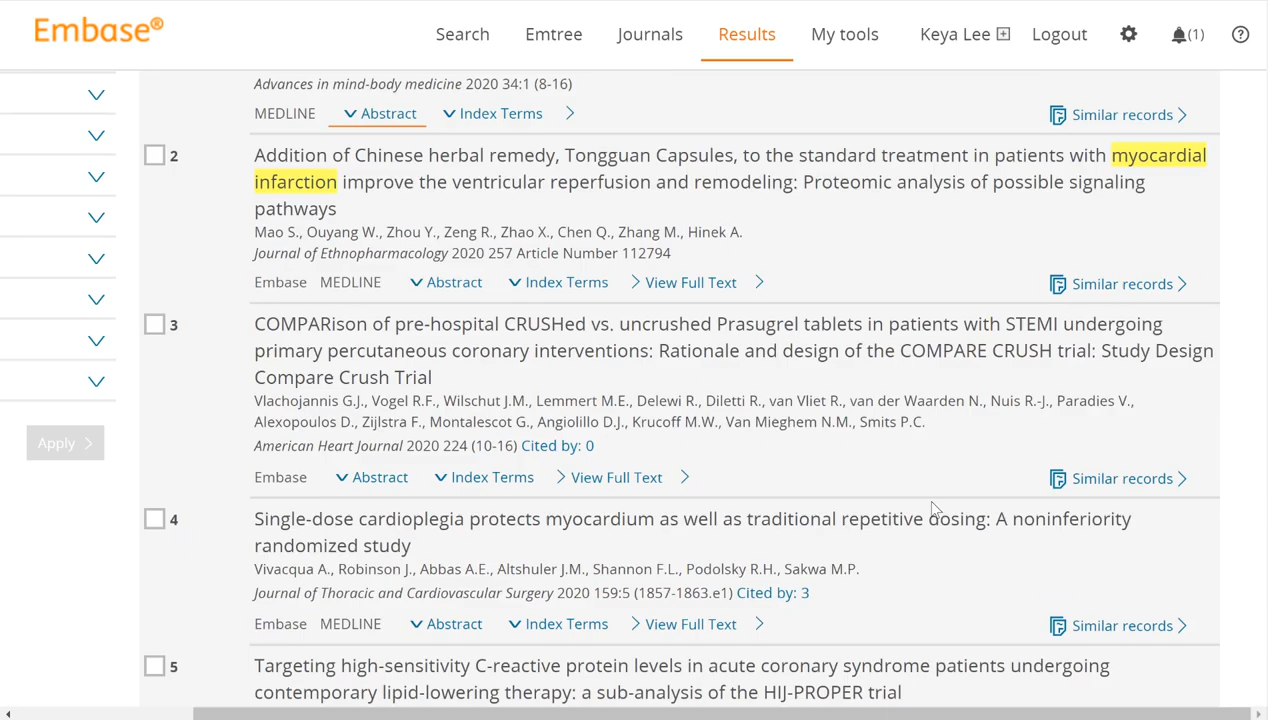 Embase®
Search Emtree Journals Results My tools Keya Lee Logout (1)
Advances in mind-body medicine 2020 34:1 (8-16)
MEDLINE Abstract Index Terms Similar records
2 Addition of Chinese herbal remedy, Tongguan Capsules, to the standard treatment in patients with myocardial
infarction improve the ventricular reperfusion and remodeling: Proteomic analysis of possible signaling
pathways
Mao S., Ouyang W., Zhou Y., Zeng R., Zhao X., Chen Q., Zhang M., Hinek A.
Journal of Ethnopharmacology 2020 257 Article Number 112794
Embase MEDLINE Abstract Index Terms View Full Text Similar records
3 COMPARison of pre-hospital CRUSHed vs. uncrushed Prasugrel tablets in patients with STEMI undergoing
primary percutaneous coronary interventions: Rationale and design of the COMPARE CRUSH trial: Study Design
Compare Crush Trial
Vlachojannis G.J., Vogel R.F., Wilschut J.M., Lemmert M.E., Delewi R., Diletti R., van Vliet R., van der Waarden N., Nuis R.-J., Paradies V.,
Alexopoulos D., Zijlstra F., Montalescot G., Angiolillo D.J., Krucoff M.W., Van Mieghem N.M., Smits P.C.
American Heart Journal 2020 224 (10-16) Cited by: 0
Embase Abstract Index Terms View Full Text Similar records
Apply
4 Single-dose cardioplegia protects myocardium as well as traditional repetitive dosing: A noninferiority
randomized study
Vivacqua A., Robinson J., Abbas A.E., Altshuler J.M., Shannon F.L., Podolsky R.H., Sakwa M.P.
Journal of Thoracic and Cardiovascular Surgery 2020 159:5 (1857-1863.e1) Cited by: 3
Embase MEDLINE Abstract Index Terms View Full Text Similar records
5 Targeting high-sensitivity C-reactive protein levels in acute coronary syndrome patients undergoing
contemporary lipid-lowering therapy: a sub-analysis of the HIJ-PROPER trial